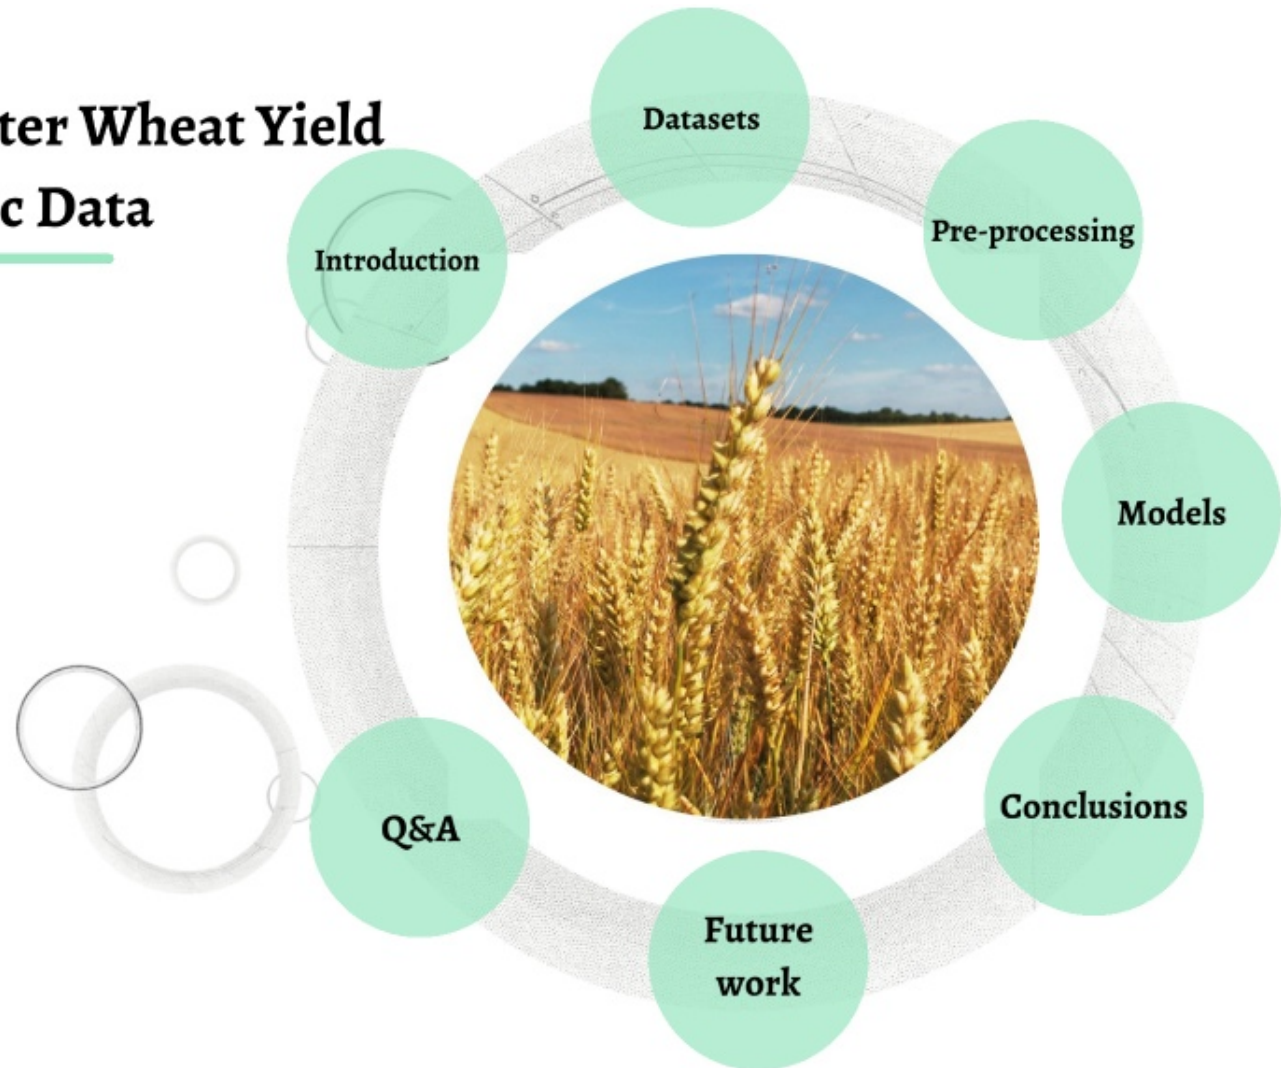 ter Wheat Yield
c Data
Introduction
Datasets
Pre-processing
Models
Conclusions
Future
work
Q&A